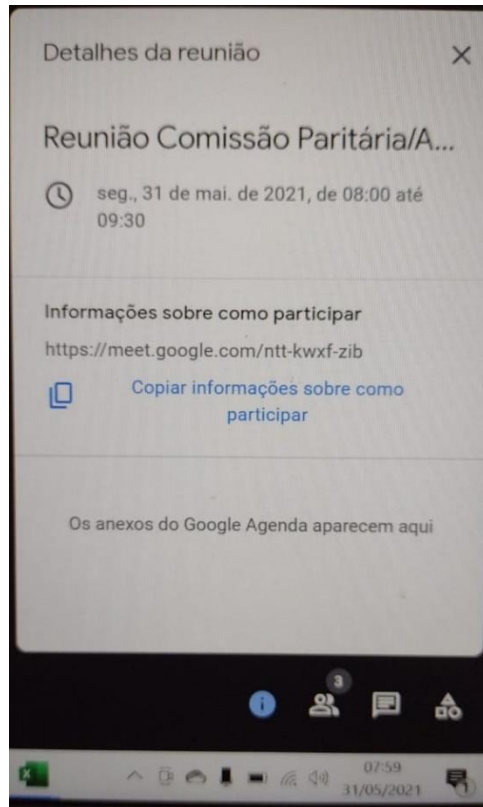 Detalhes da reunião
Reunião Comissão Paritária/A...
seg., 31 de mai. de 2021, de 08:00 até
09:30
Informações sobre como participar
https://meet.google.com/ntt-kwxf-zib
Copiar informações sobre como
participar
Os anexos do Google Agenda aparecem aqui
3
07:59
31/05/2021
1